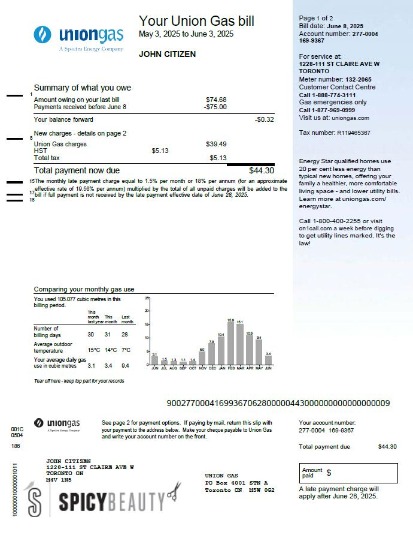 uniongas
A Spectra Energy Company
Your Union Gas bill
May 3, 2025 to June 3, 2025
JOHN CITIZEN
Page 1 of 2
Bill date: June 8, 2025
Account number: 277-0004
169-9367
For service at:
1228-111 ST CLAIRE AVE W
TORONTO
Meter number: 132-2065
Customer Contact Centre
Call 1-888-774-3111
Gas emergencies only
Call 1-877-969-0999
Visit us at: uniongas.com
Tax number: R119465367
Energy Star qualified homes use
20 per cent less energy than
typical new homes, offering your
family a healthier, more comfortable
living space - and lower utility bills.
Learn more at uniongas.com/
energystar.
Call 1-800-400-2255 or visit
on1call.com a week before digging
to get utility lines marked. It's the
law!
Summary of what you owe
Amount owing on your last bill $74.66
Payments received before June 8 -$75.00
Your balance forward -$0.32
New charges - details on page 2
Union Gas charges $39.49
HST $5.13
Total tax $5.13
Total payment now due $44.30
The monthly late payment charge equal to 1.5% per month or 18% per annum (for an approximate
effective rate of 19.56% per annum) multiplied by the total of all unpaid charges will be added to the
bill if full payment is not received by the late payment effective date of June 28, 2025.
Comparing your monthly gas use
You used 105.077 cubic metres in this
billing period.
This month last year This month Last month
Number of billing days 30 31 28
Average outdoor temperature 15°C 14°C 7°C
Your average daily gas use in cubic metres 3.1 3.4 9.4
JUN JUL AUG SEP OCT NOV DEC JAN FEB MAR APR MAY JUN
Tear off here - keep top part for your records
90027700041699367062800000443000000000000000009
uniongas
See page 2 for payment options. If paying by mail, return this slip with
your payment to the address below. Make your cheque payable to Union Gas
and write your account number on the front.
Your account number:
277-0004 169-9367
Total payment due $44.30
Amount paid $
A late payment charge will
apply after June 28, 2025.
JOHN CITIZEN
1228-111 ST CLAIRE AVE W
TORONTO ON
M4V 1N5
UNION GAS
PO Box 4001 STN A
Toronto ON M5W 0G2
SPICYBEAUTY